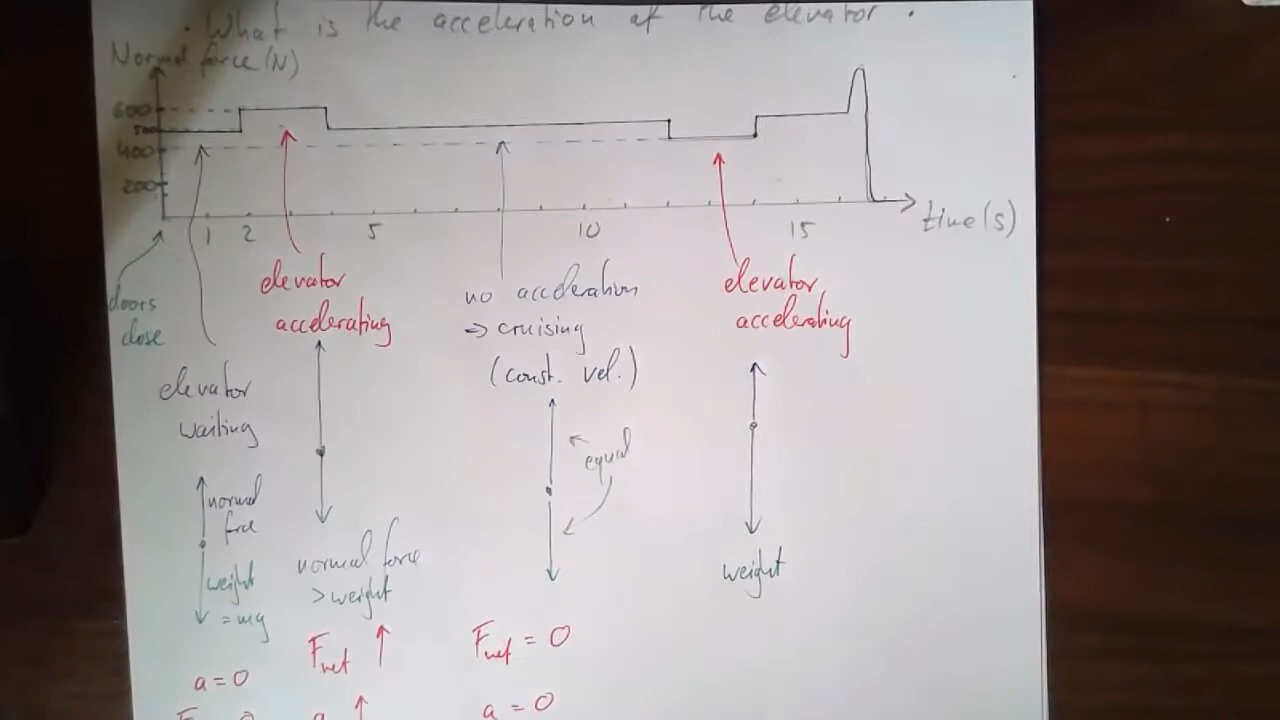 · What is the acceleration of the elevator .
Normal force (N)
600
500
400
200
1 2 5 10 15
time (s)
doors
close
elevator
waiting
normal
force
weight
= mg
a = 0
elevator
accelerating
normal force
> weight
Fnet ↑
a ↑
no acceleration
⇒ cruising
(const. vel.)
equal
Fnet = 0
a = 0
elevator
accelerating
weight